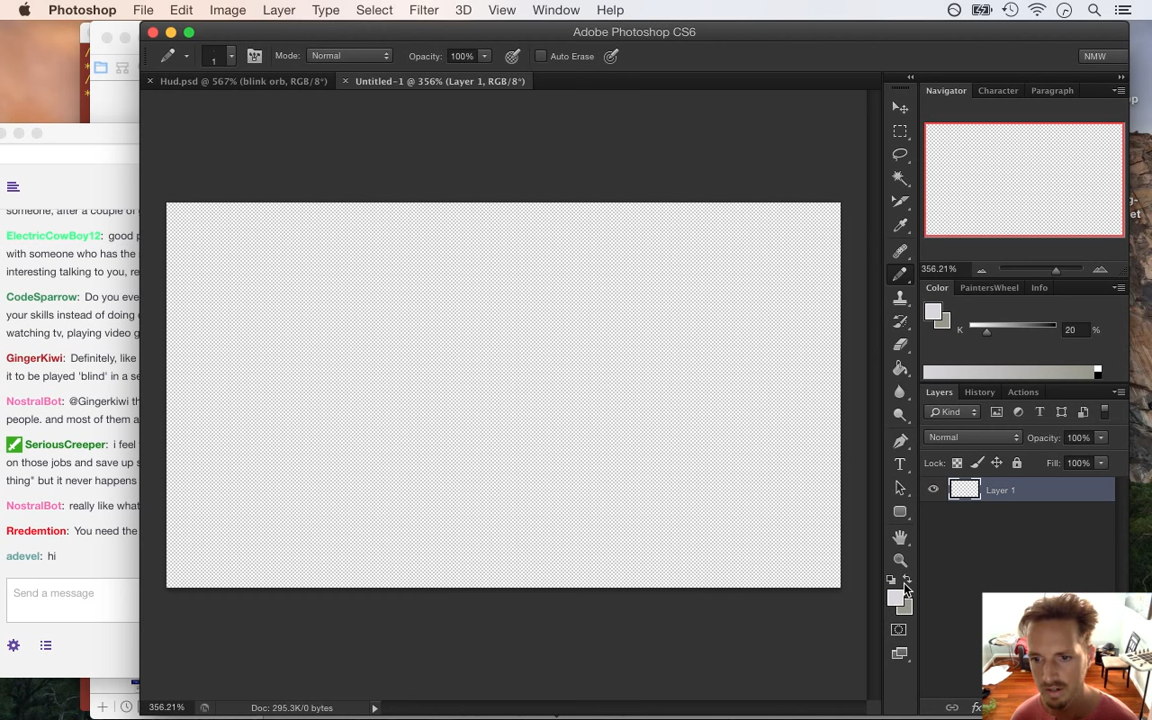 Photoshop File Edit Image Layer Type Select Filter 3D View Window Help
Adobe Photoshop CS6
1 Mode: Normal Opacity: 100% Auto Erase NMW
Hud.psd @ 567% (blink orb, RGB/8*) Untitled-1 @ 356% (Layer 1, RGB/8*)
Navigator Character Paragraph
356.21%
Color PaintersWheel Info
K 20 %
Layers History Actions
Kind
Normal Opacity: 100%
Lock: Fill: 100%
Layer 1
fx
someone, after a couple of
ElectricCowBoy12: good
with someone who has the
interesting talking to you, re
CodeSparrow: Do you eve
your skills instead of doing
watching tv, playing video g
GingerKiwi: Definitely, like
it to be played 'blind' in a se
NostralBot: @Gingerkiwi th
people. and most of them a
SeriousCreeper: i feel
on those jobs and save up s
thing" but it never happens
NostralBot: really like what
Rredemtion: You need the
adevel: hi
Send a message
356.21% Doc: 295.3K/0 bytes